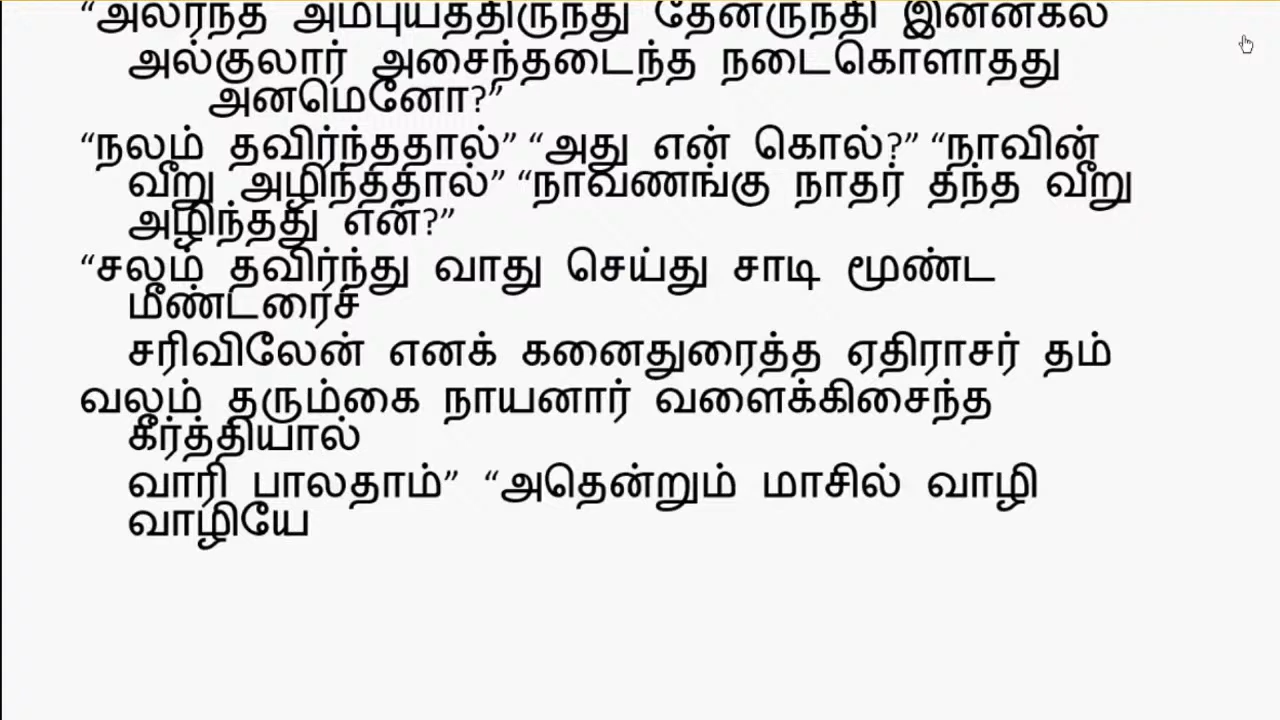 “அலர்ந்த அம்புயத்திருந்து தேனருந்தி இன்னகல்
அல்குலார் அசைந்தடைந்த நடைகொளாதது
அனமெனோ?”
“நலம் தவிர்ந்ததால்” “அது என் கொல்?” “நாவின்
வீறு அழிந்ததால்” “நாவணங்கு நாதர் தந்த வீறு
அழிந்தது என்?”
“சலம் தவிர்ந்து வாது செய்து சாடி மூண்ட
மீண்டரைச்
சரிவிலேன் எனக் கனைதுரைத்த ஏதிராசர் தம்
வலம் தரும்கை நாயனார் வளைக்கிசைந்த
கீர்த்தியால்
வாரி பாலதாம்” “அதென்றும் மாசில் வாழி
வாழியே